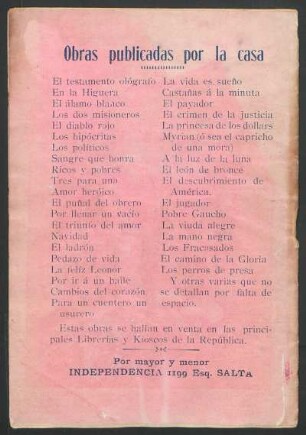 Obras publicadas por la casa
El testamento ológrafo
En la Higuera
El álamo blanco
Los dos misioneros
El diablo rojo
Los hipócritas
Los políticos
Sangre que honra
Ricos y pobres
Tres para una
Amor heróico
El puñal del obrero
Por llenar un vacío
El triunfo del amor
Navidad
El ladrón
Pedazo de vida
La feliz Leonor
Por ir á un baile
Cambios del corazón
Para un cuentero un
usurero
La vida es sueño
Castañas á la minuta
El payador
El crimen de la justicia
La princesa de los dollars
Myrian (ó sea el capricho
de una mora)
A la luz de la luna
El león de bronce
El descubrimiento de
América.
El jugador
Pobre Gaucho
La viuda alegre
La mano negra
Los Fracasados
El camino de la Gloria
Los perros de presa
Y otras varias que no
se detallan por falta de
espacio.
Estas obras se hallan en venta en las princi-
pales Librerías y Kioscos de la República.
Por mayor y menor
INDEPENDENCIA 1199 Esq. SALTA